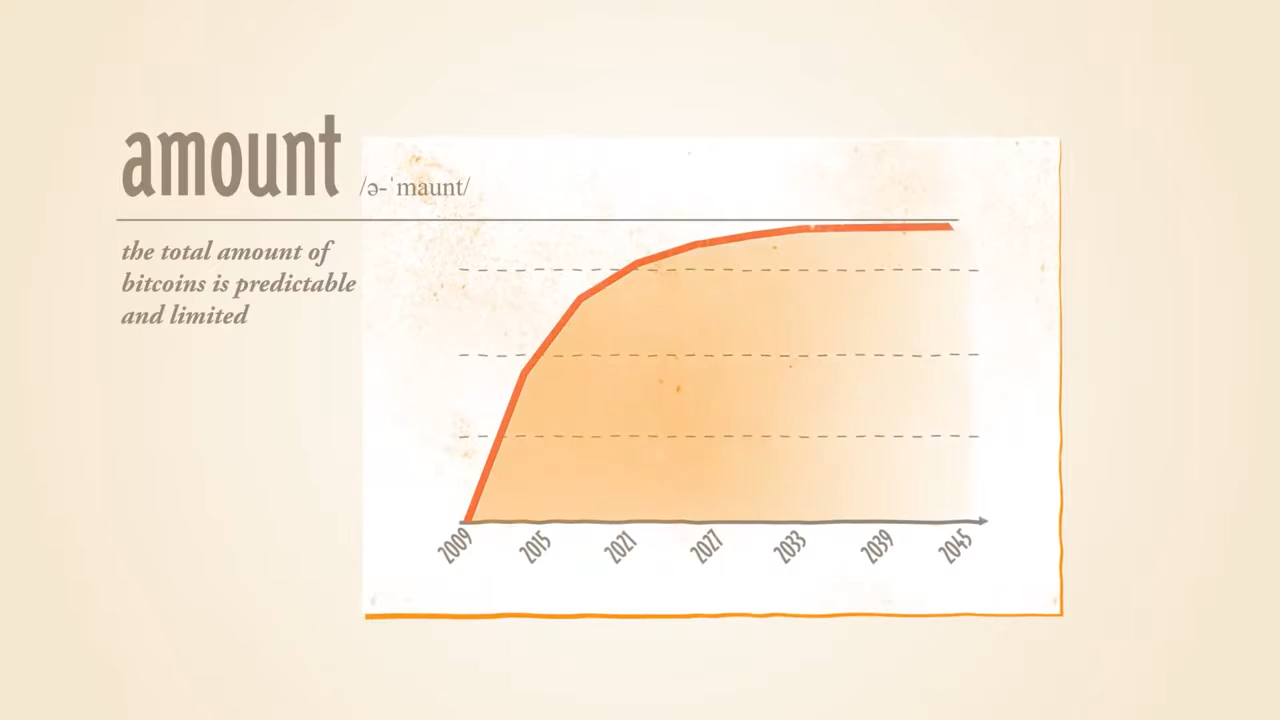 amount /ə-ˈmaunt/
the total amount of
bitcoins is predictable
and limited
2009 2015 2021 2027 2033 2039 2045